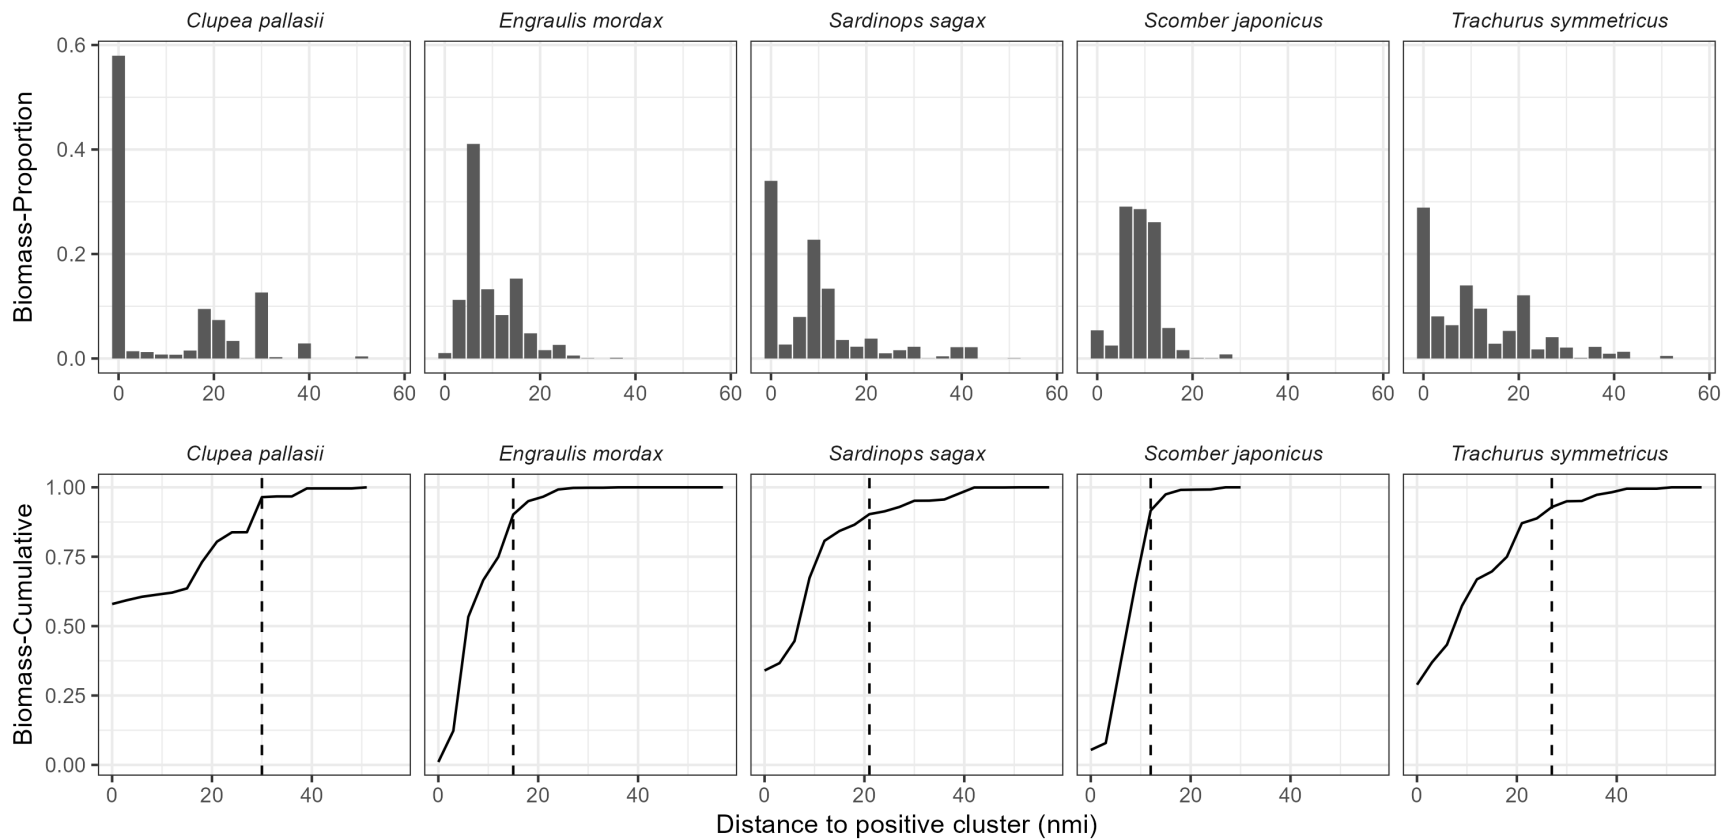 Clupea pallasii Engraulis mordax Sardinops sagax Scomber japonicus Trachurus symmetricus
Biomass-Proportion
0.6
0.4
0.2
0.0
0 20 40 60 0 20 40 60 0 20 40 60 0 20 40 60 0 20 40 60
Clupea pallasii Engraulis mordax Sardinops sagax Scomber japonicus Trachurus symmetricus
Biomass-Cumulative
1.00
0.75
0.50
0.25
0.00
0 20 40 0 20 40 0 20 40 0 20 40 0 20 40
Distance to positive cluster (nmi)